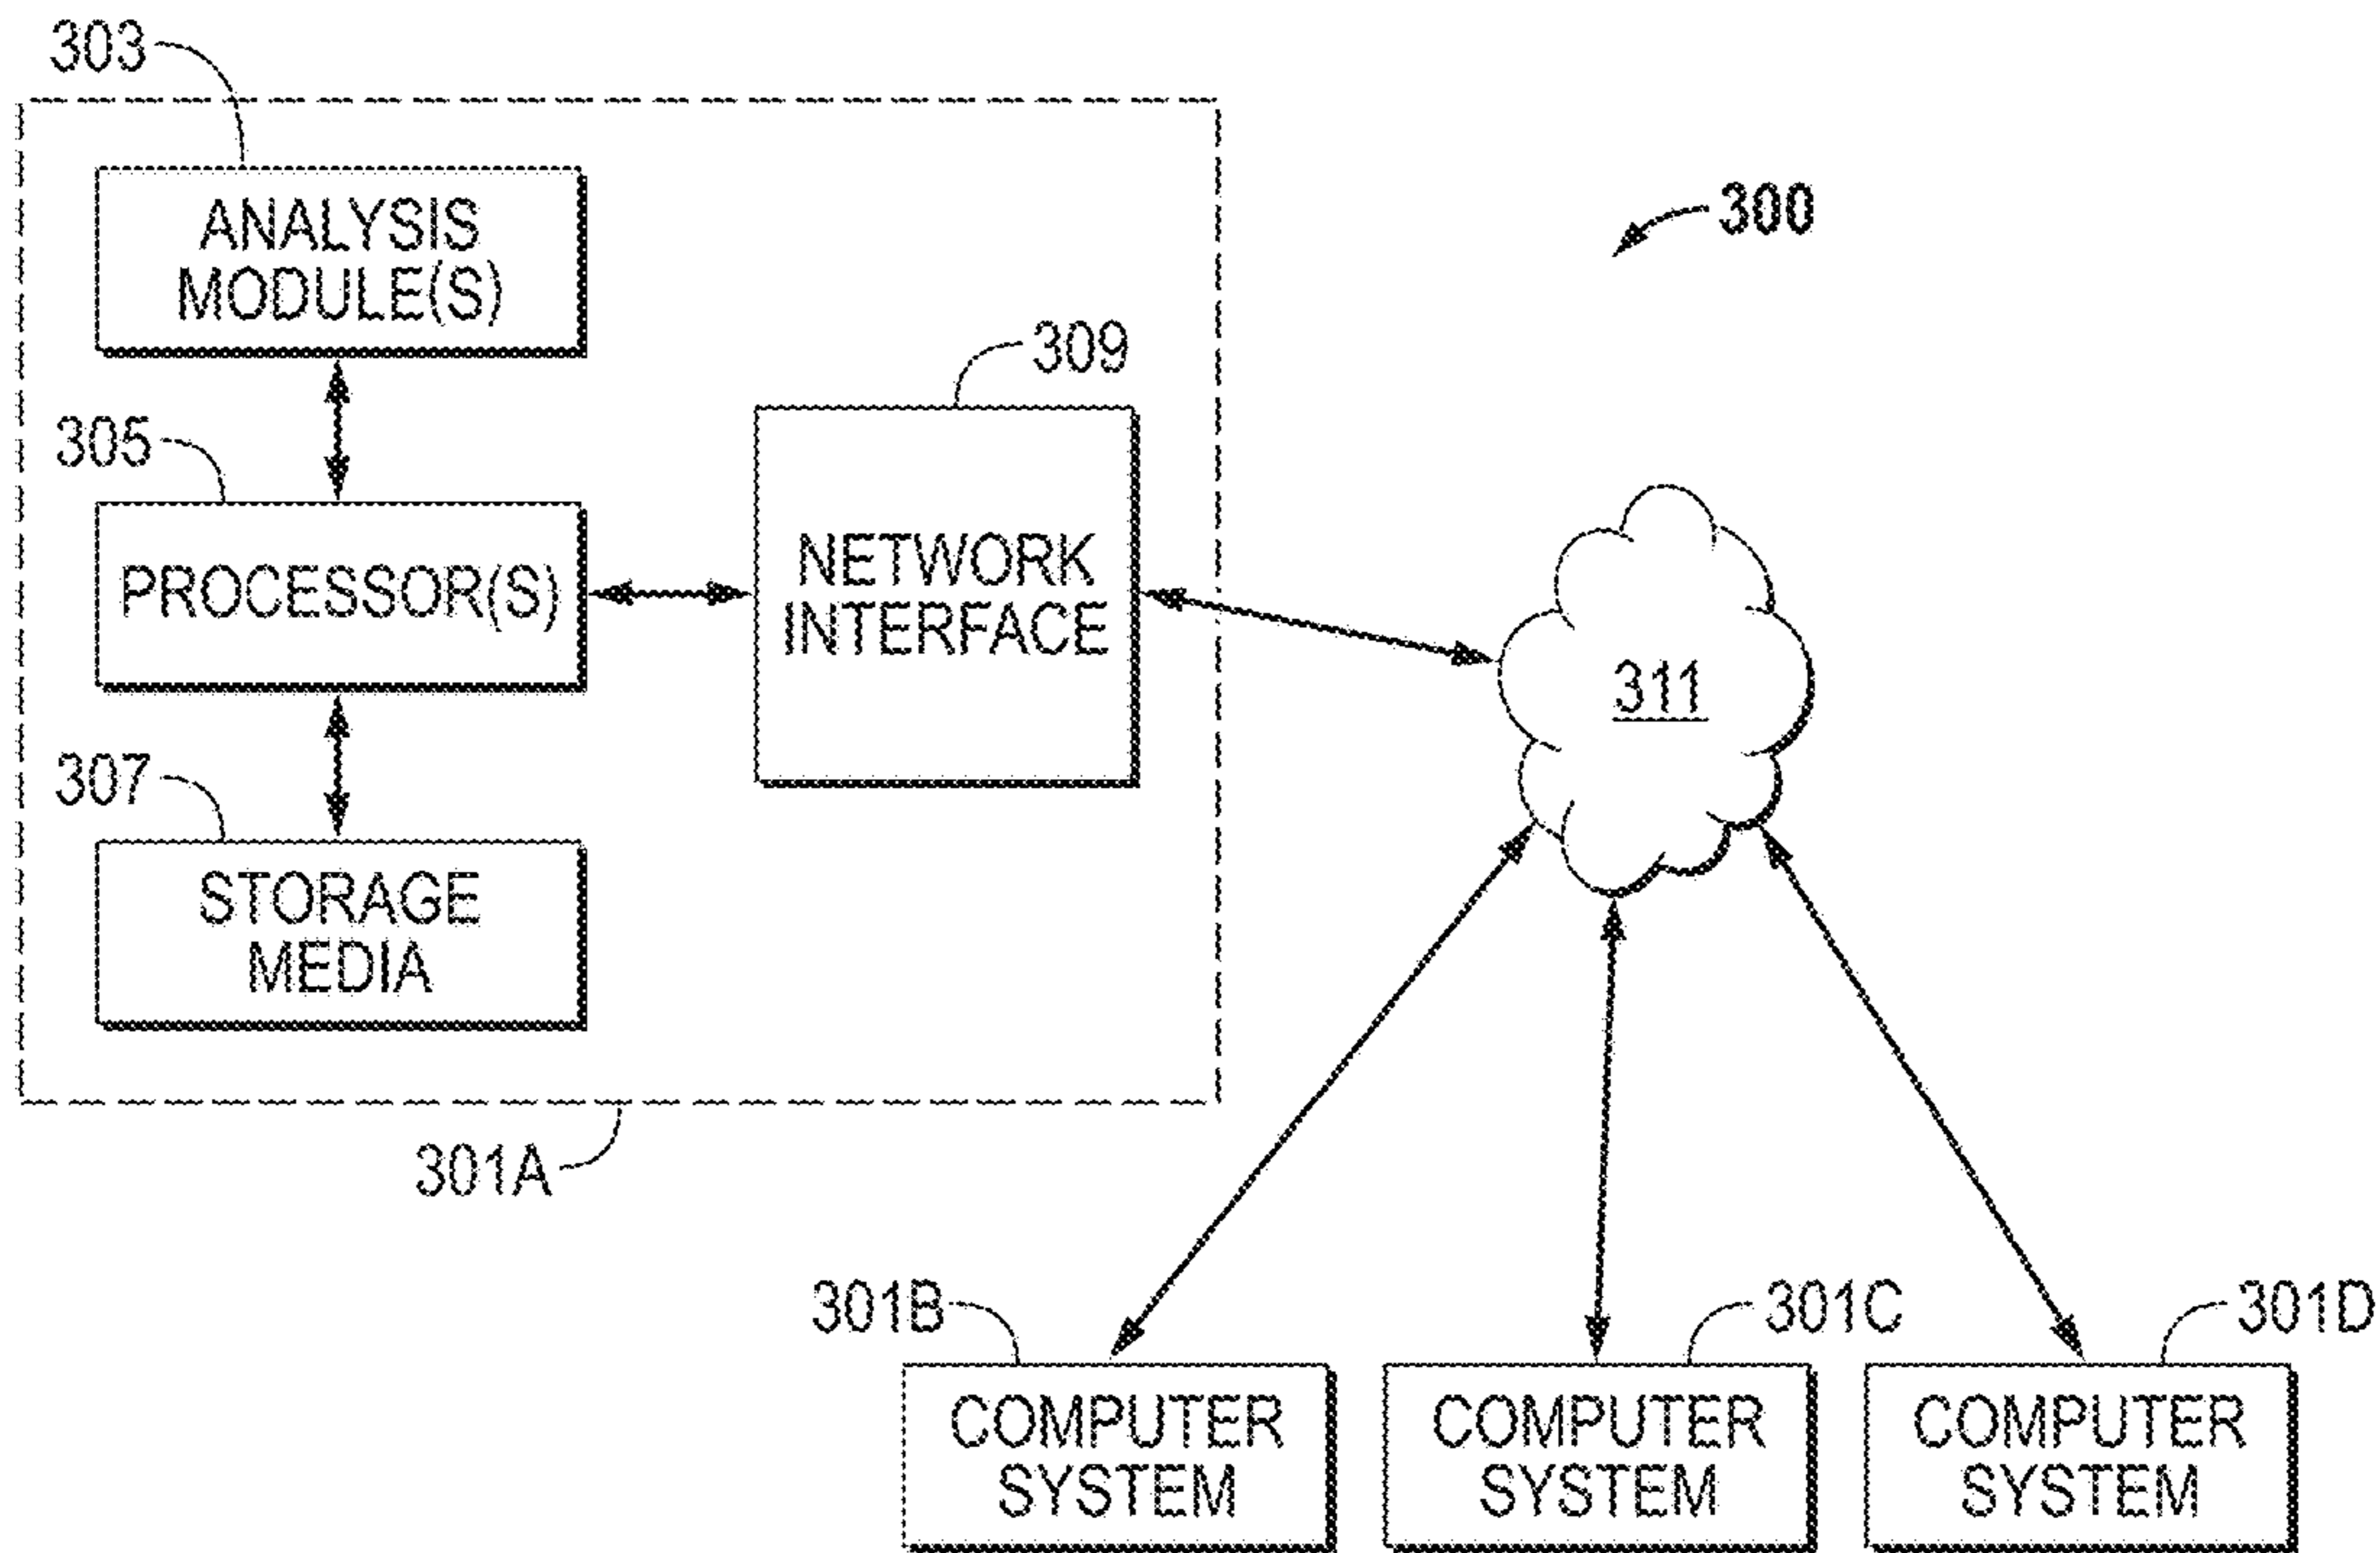 303
ANALYSIS
MODULE(S)
300
309
305
PROCESSOR(S)
NETWORK
INTERFACE
311
307
STORAGE
MEDIA
301A
301B
301C
301D
COMPUTER
SYSTEM
COMPUTER
SYSTEM
COMPUTER
SYSTEM